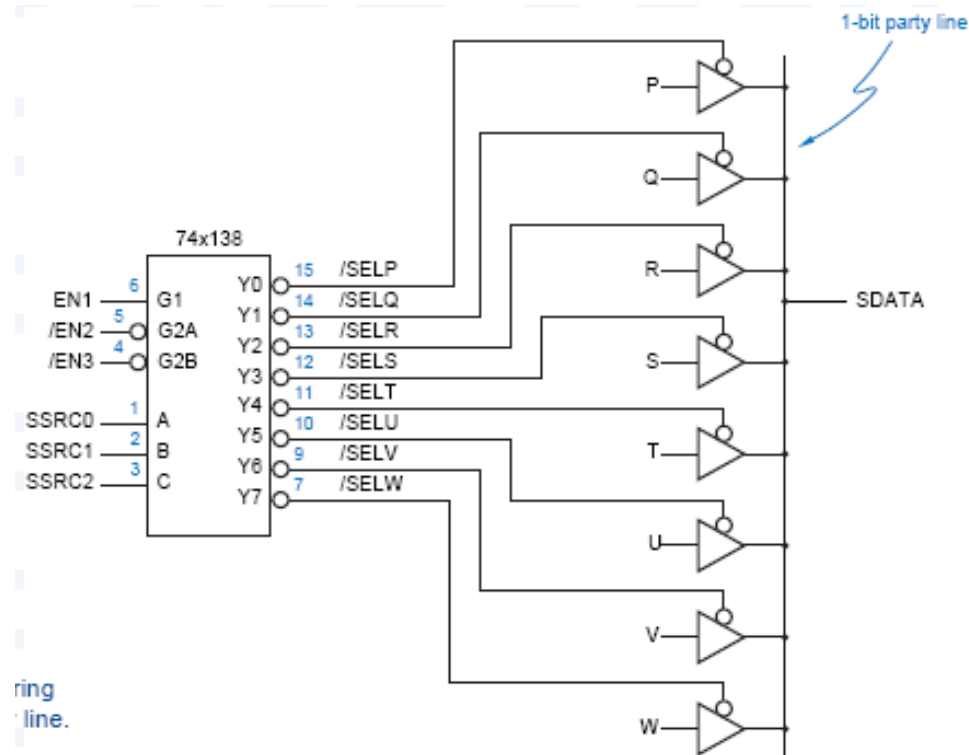 1-bit party line
P
Q
74x138
R
6 EN1 G1 Y0 15 /SELP
5 /EN2 G2A Y1 14 /SELQ
4 /EN3 G2B Y2 13 /SELR
Y3 12 /SELS
SDATA
S
1 SSRC0 A Y4 11 /SELT
2 SSRC1 B Y5 10 /SELU
3 SSRC2 C Y6 9 /SELV
Y7 7 /SELW
T
U
V
ring
line.
W